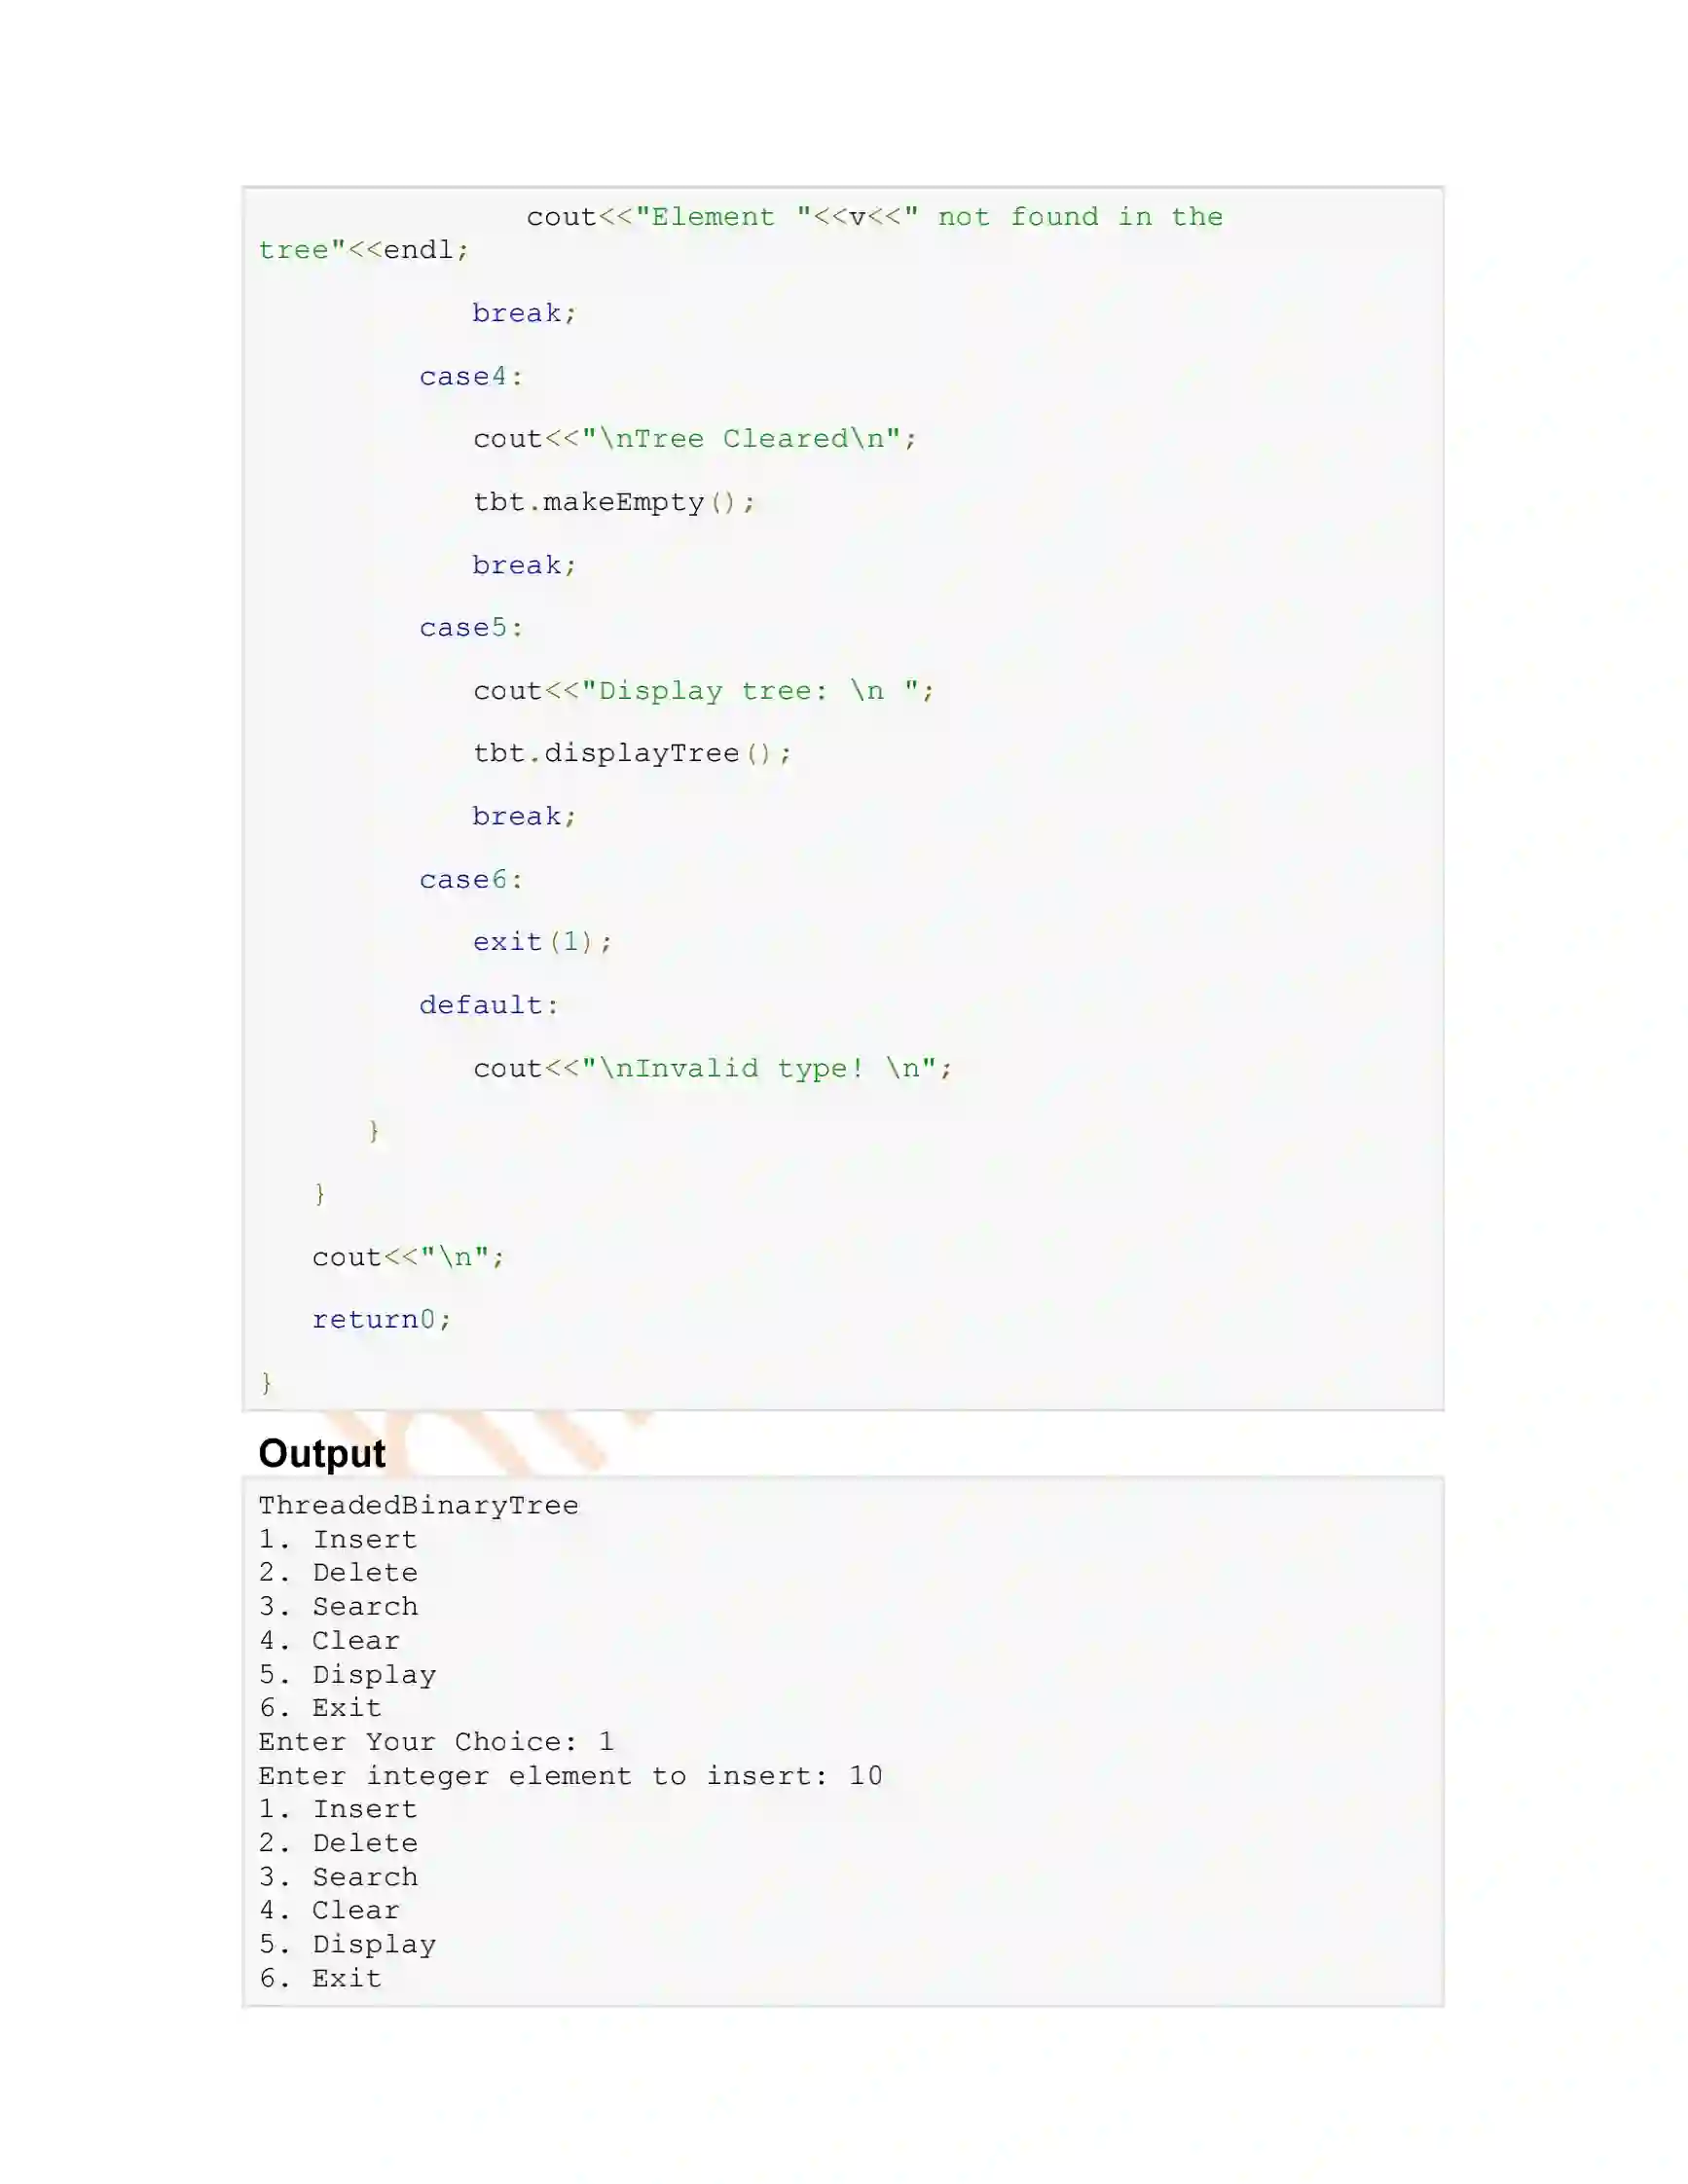 cout<<"Element "<<v<<" not found in the
tree"<<endl;
break;
case4:
cout<<"\nTree Cleared\n";
tbt.makeEmpty();
break;
case5:
cout<<"Display tree: \n ";
tbt.displayTree();
break;
case6:
exit(1);
default:
cout<<"\nInvalid type! \n";
}
}
cout<<"\n";
return0;
}
Output
ThreadedBinaryTree
1. Insert
2. Delete
3. Search
4. Clear
5. Display
6. Exit
Enter Your Choice: 1
Enter integer element to insert: 10
1. Insert
2. Delete
3. Search
4. Clear
5. Display
6. Exit